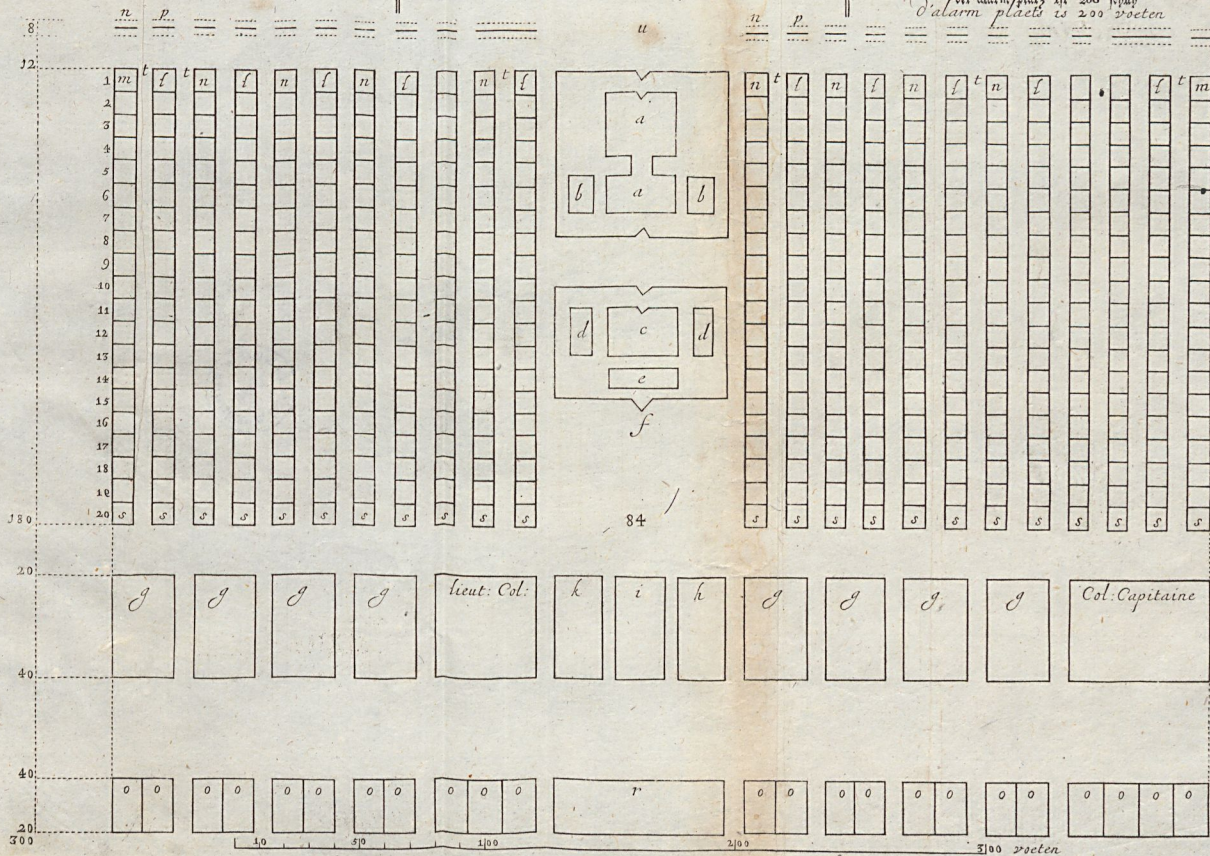 d'alarm plaets is 200 voeten
n p u n p
8
12
m t ſ t n ſ n ſ n ſ n t ſ n t ſ n ſ n ſ t n ſ ſ t m
1
2
3
4
5
6
7
8
9
10
11
12
13
14
15
16
17
18
19
20
a
a
b b
c
d d
e
f
84
180 s s s s s s s s s s s s s s s s s s s s s s s
20
g g g g lieut: Col: k i h g g g g Col: Capitaine
40
40
o o o o o o o o o o o r o o o o o o o o o o o o
20
300
10 50 100 200 300 voeten